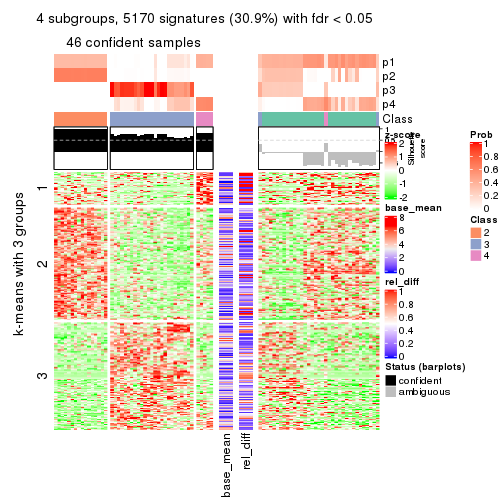 4 subgroups, 5170 signatures (30.9%) with fdr < 0.05
46 confident samples
p1
p2
p3
p4
Class
z-score
2
1
0
-1
-2
Silhouette
score
1
0
Prob
1
0.8
0.6
0.4
0.2
0
base_mean
8
6
4
2
0
Class
2
3
4
rel_diff
1
0.8
0.6
0.4
0.2
0
Status (barplots)
confident
ambiguous
k-means with 3 groups
1
2
3
base_mean
rel_diff